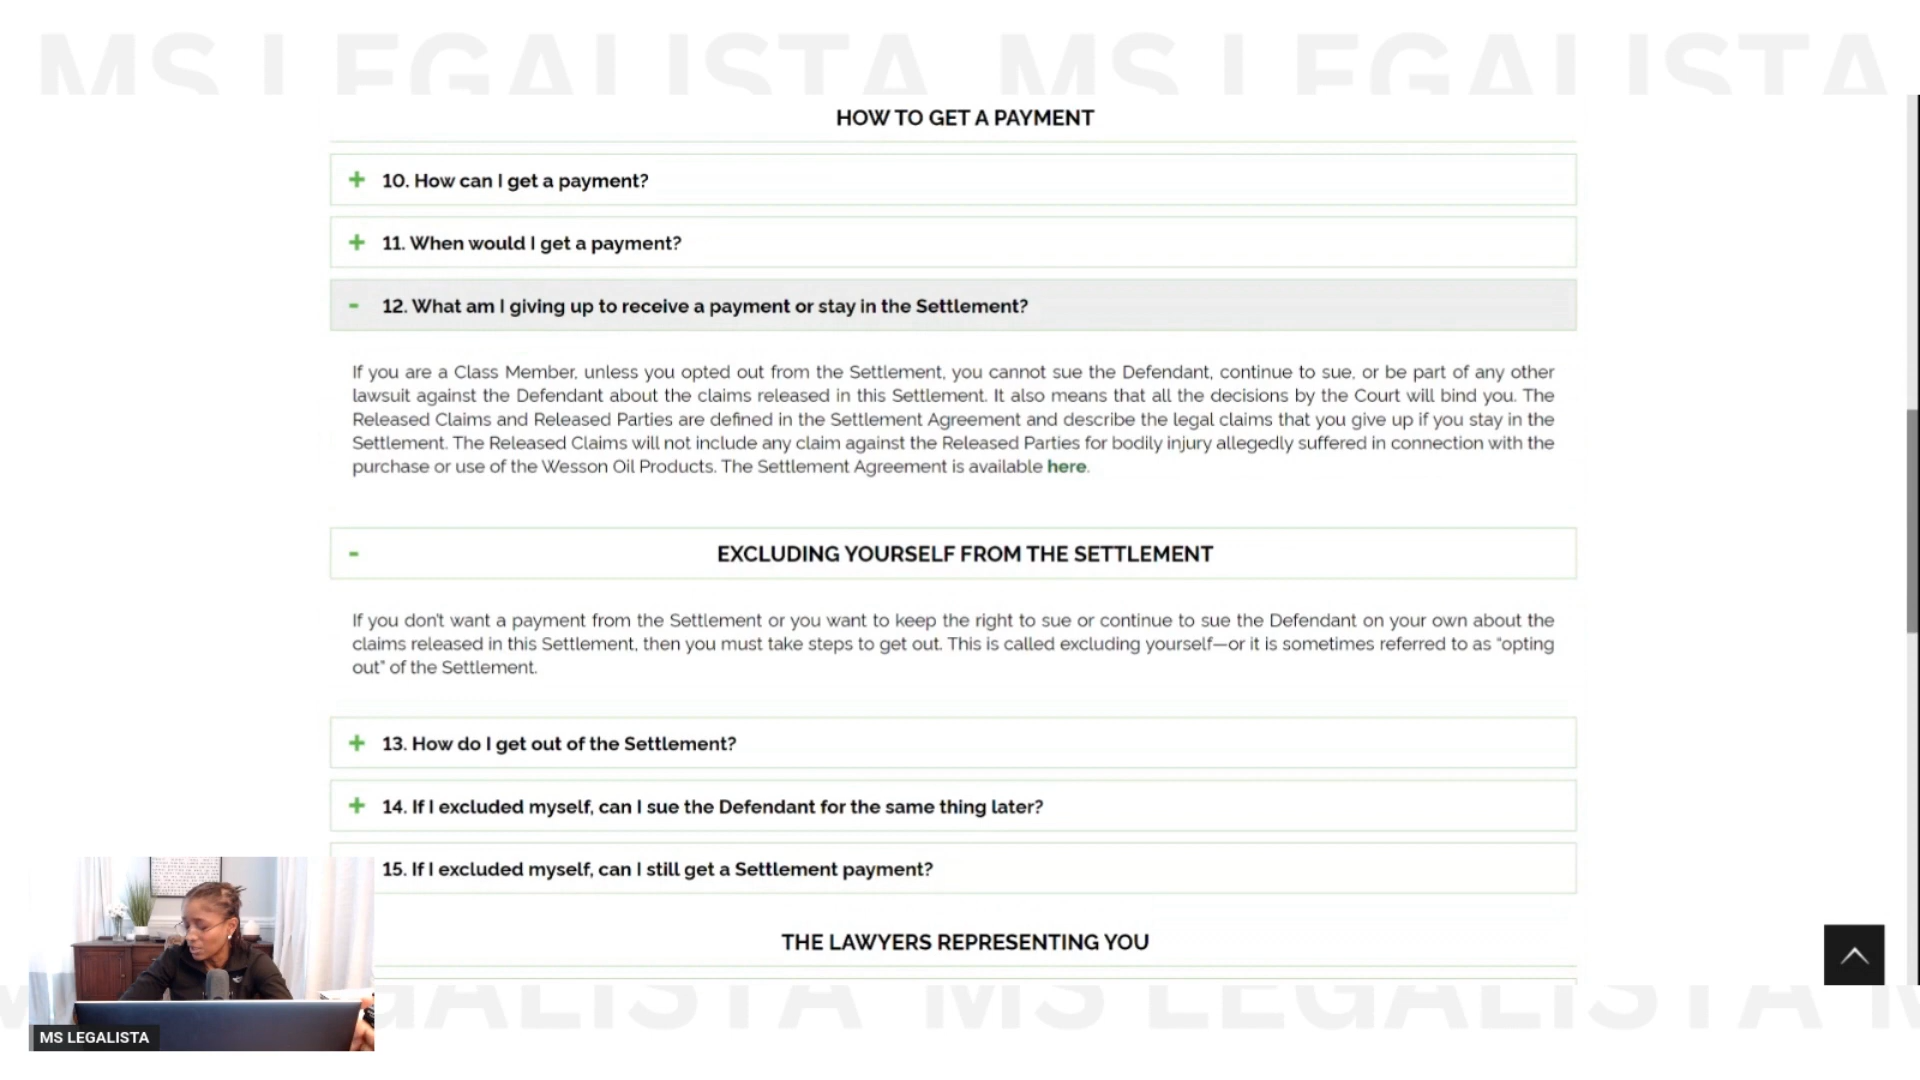 MS LEGALISTA MS LEGALISTA
HOW TO GET A PAYMENT
+ 10. How can I get a payment?
+ 11. When would I get a payment?
- 12. What am I giving up to receive a payment or stay in the Settlement?
If you are a Class Member, unless you opted out from the Settlement, you cannot sue the Defendant, continue to sue, or be part of any other
lawsuit against the Defendant about the claims released in this Settlement. It also means that all the decisions by the Court will bind you. The
Released Claims and Released Parties are defined in the Settlement Agreement and describe the legal claims that you give up if you stay in the
Settlement. The Released Claims will not include any claim against the Released Parties for bodily injury allegedly suffered in connection with the
purchase or use of the Wesson Oil Products. The Settlement Agreement is available here.
- EXCLUDING YOURSELF FROM THE SETTLEMENT
If you don't want a payment from the Settlement or you want to keep the right to sue or continue to sue the Defendant on your own about the
claims released in this Settlement, then you must take steps to get out. This is called excluding yourself—or it is sometimes referred to as "opting
out" of the Settlement.
+ 13. How do I get out of the Settlement?
+ 14. If I excluded myself, can I sue the Defendant for the same thing later?
15. If I excluded myself, can I still get a Settlement payment?
THE LAWYERS REPRESENTING YOU
M GALISTA MS LEGALISTA M
MS LEGALISTA